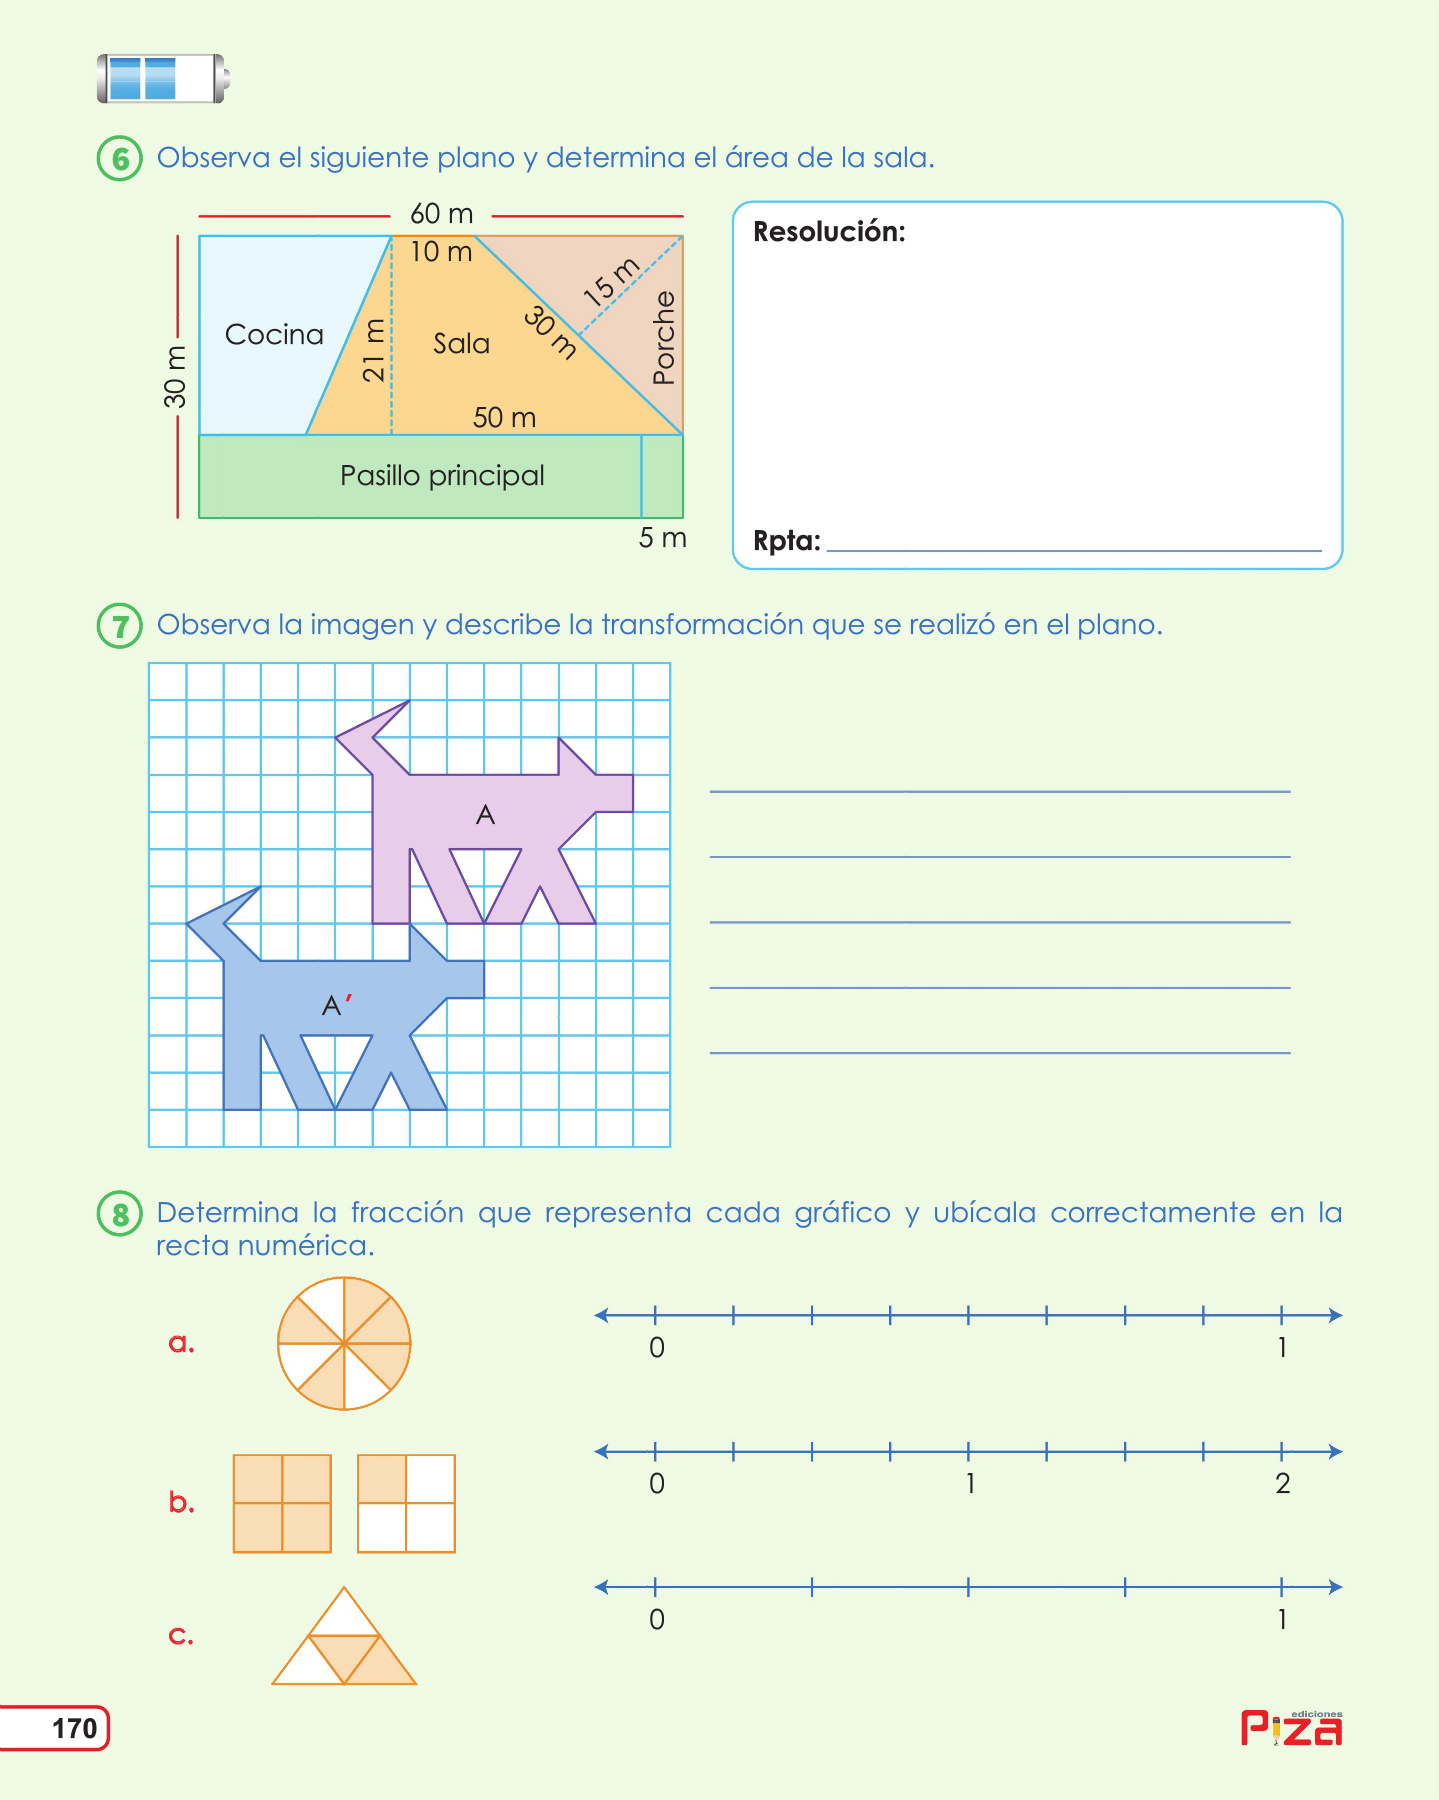 6 Observa el siguiente plano y determina el área de la sala.
60 m
10 m
15 m
30 m
Cocina
21 m
Sala
30 m
Porche
50 m
Pasillo principal
5 m
Resolución:
Rpta:
7 Observa la imagen y describe la transformación que se realizó en el plano.
A
A′
8 Determina la fracción que representa cada gráfico y ubícala correctamente en la
recta numérica.
a.
0 1
b.
0 1 2
c.
0 1
170
ediciones
Piza